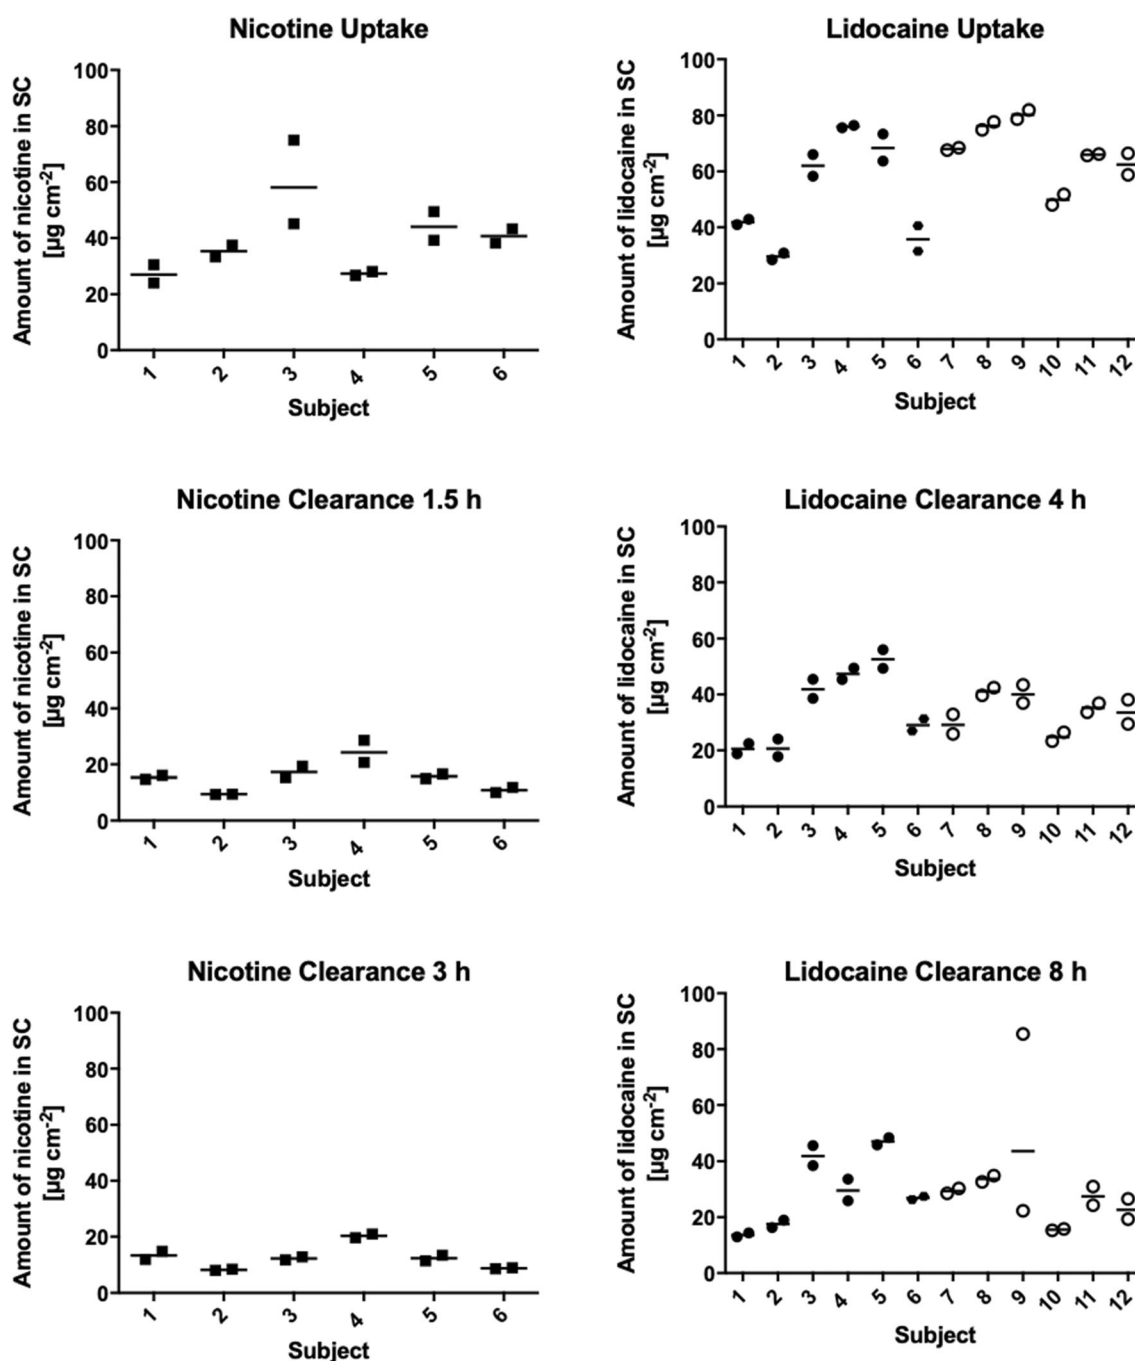 Nicotine Uptake
Amount of nicotine in SC
[µg cm-2]
100
80
60
40
20
0
1 2 3 4 5 6
Subject
Lidocaine Uptake
Amount of lidocaine in SC
[µg cm-2]
100
80
60
40
20
0
1 2 3 4 5 6 7 8 9 10 11 12
Subject
Nicotine Clearance 1.5 h
Amount of nicotine in SC
[µg cm-2]
100
80
60
40
20
0
1 2 3 4 5 6
Subject
Lidocaine Clearance 4 h
Amount of lidocaine in SC
[µg cm-2]
100
80
60
40
20
0
1 2 3 4 5 6 7 8 9 10 11 12
Subject
Nicotine Clearance 3 h
Amount of nicotine in SC
[µg cm-2]
100
80
60
40
20
0
1 2 3 4 5 6
Subject
Lidocaine Clearance 8 h
Amount of lidocaine in SC
[µg cm-2]
100
80
60
40
20
0
1 2 3 4 5 6 7 8 9 10 11 12
Subject